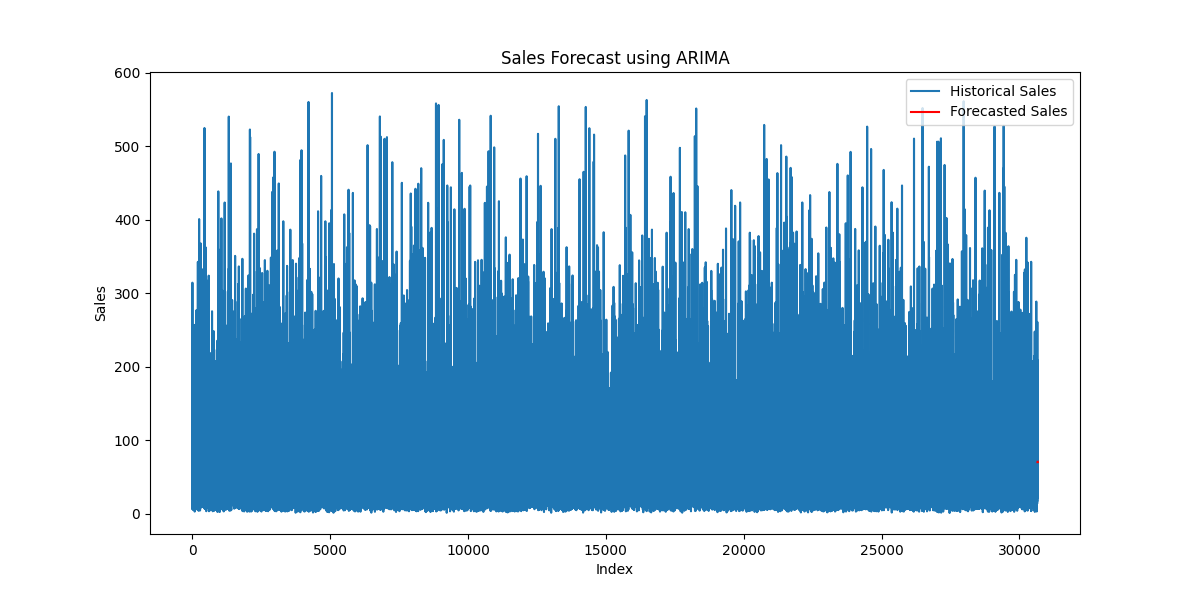 Sales Forecast using ARIMA
Historical Sales
Forecasted Sales
600
500
400
300
200
100
0
Sales
0 5000 10000 15000 20000 25000 30000
Index